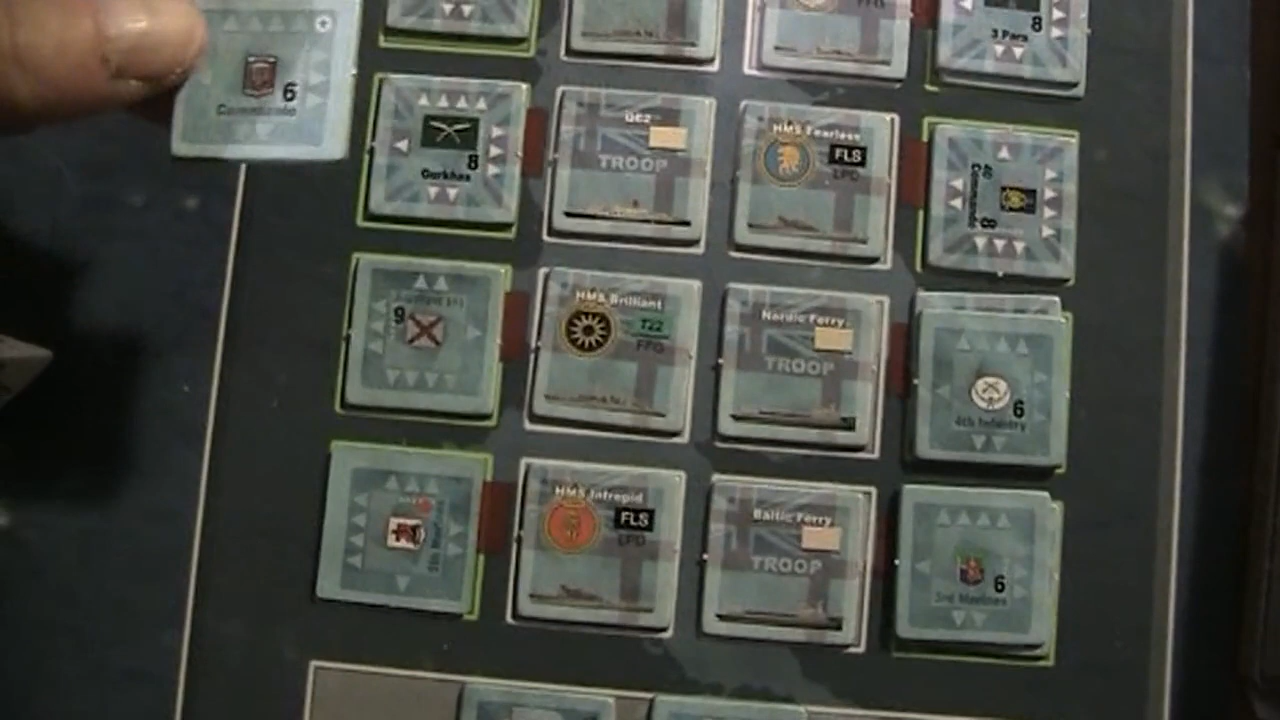 8
3 Para
6
Commando
8
Gurkhas
QE2
TROOP
HMS Fearless
FLS
LPD
40 Commando
8
9
HMS Brilliant
T22
FFG
Nordic Ferry
TROOP
6
4th Infantry
HMS Intrepid
FLS
LPD
Baltic Ferry
TROOP
6
3rd Marines